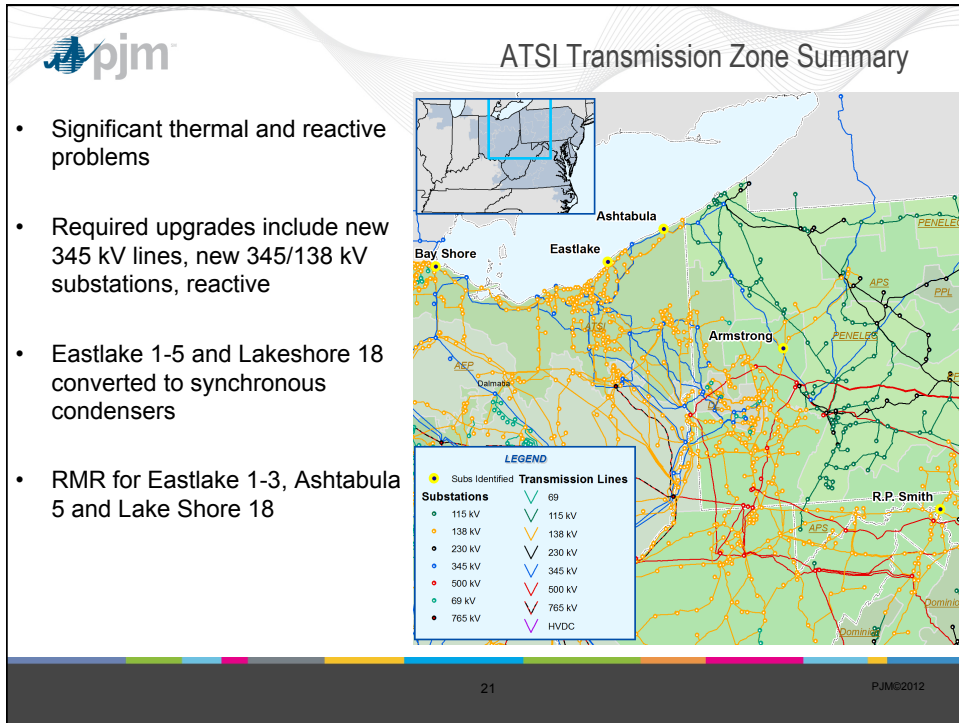 pjm
ATSI Transmission Zone Summary
• Significant thermal and reactive
problems
• Required upgrades include new
345 kV lines, new 345/138 kV
substations, reactive
• Eastlake 1-5 and Lakeshore 18
converted to synchronous
condensers
• RMR for Eastlake 1-3, Ashtabula
5 and Lake Shore 18
Ashtabula
PENELEC
Eastlake
Bay Shore
APS
PPL
ATSI
Armstrong
PENELEC
AEP
Dalmatia
R.P. Smith
APS
Dominion
Dominion
LEGEND
Subs Identified
Transmission Lines
Substations
69
115 kV
115 kV
138 kV
138 kV
230 kV
230 kV
345 kV
345 kV
500 kV
500 kV
69 kV
765 kV
765 kV
HVDC
21
PJM©2012